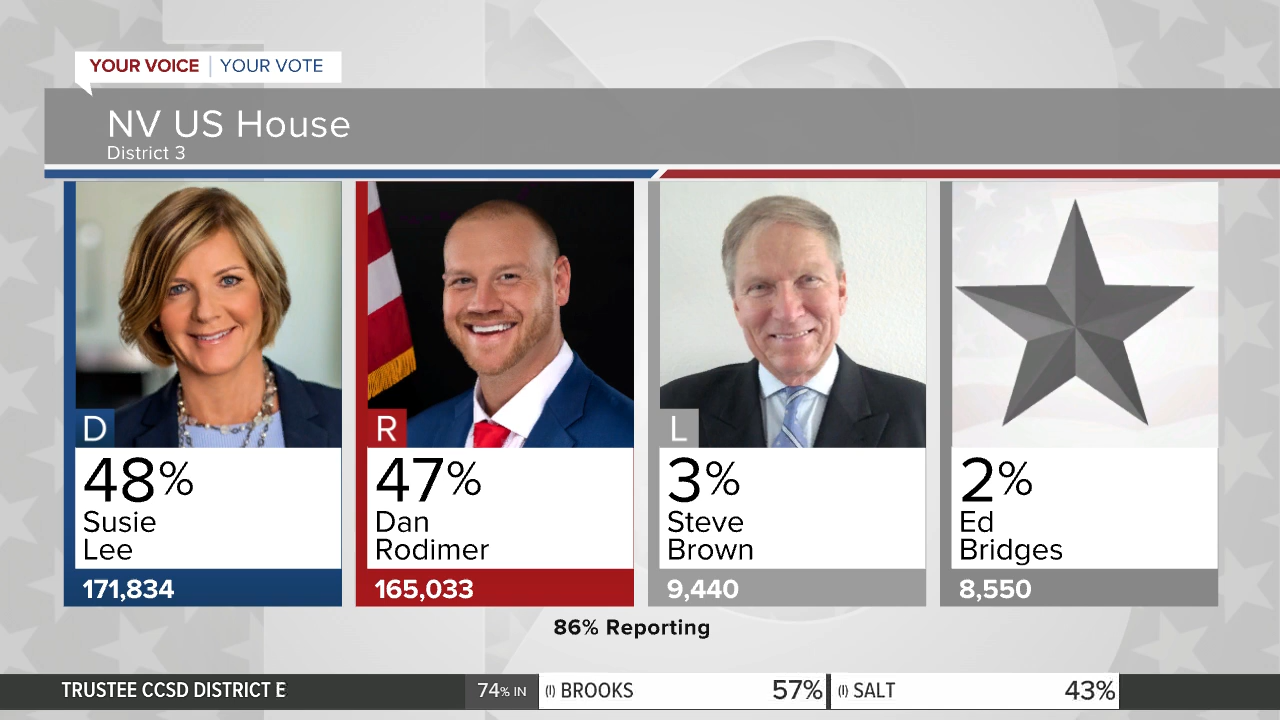 YOUR VOICE | YOUR VOTE
NV US House
District 3
D
48%
Susie
Lee
171,834
R
47%
Dan
Rodimer
165,033
L
3%
Steve
Brown
9,440
2%
Ed
Bridges
8,550
86% Reporting
TRUSTEE CCSD DISTRICT E 74% IN (I) BROOKS 57% (I) SALT 43%